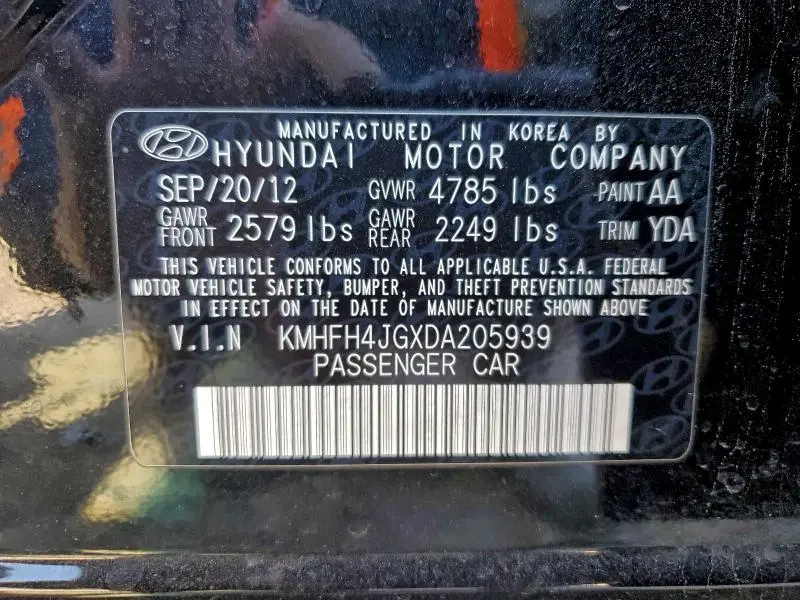 MANUFACTURED IN KOREA BY
HYUNDAI MOTOR COMPANY
SEP/20/12 GVWR 4785 lbs PAINT AA
GAWR FRONT 2579 lbs GAWR REAR 2249 lbs TRIM YDA
THIS VEHICLE CONFORMS TO ALL APPLICABLE U.S.A. FEDERAL
MOTOR VEHICLE SAFETY, BUMPER, AND THEFT PREVENTION STANDARDS
IN EFFECT ON THE DATE OF MANUFACTURE SHOWN ABOVE
V.I.N KMHFH4JGXDA205939
PASSENGER CAR